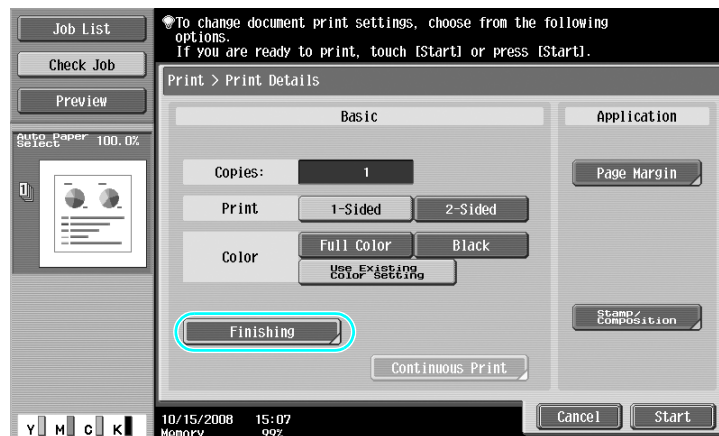 Job List
Check Job
Preview
Auto Paper
Select 100.0%
1
To change document print settings, choose from the following
options.
If you are ready to print, touch [Start] or press [Start].
Print > Print Details
Basic
Application
Copies: 1
Page Margin
Print 1-Sided 2-Sided
Color Full Color Black
Use Existing
Color Setting
Finishing
Stamp/
Composition
Continuous Print
Cancel Start
Y M C K
10/15/2008 15:07
Memory 99%